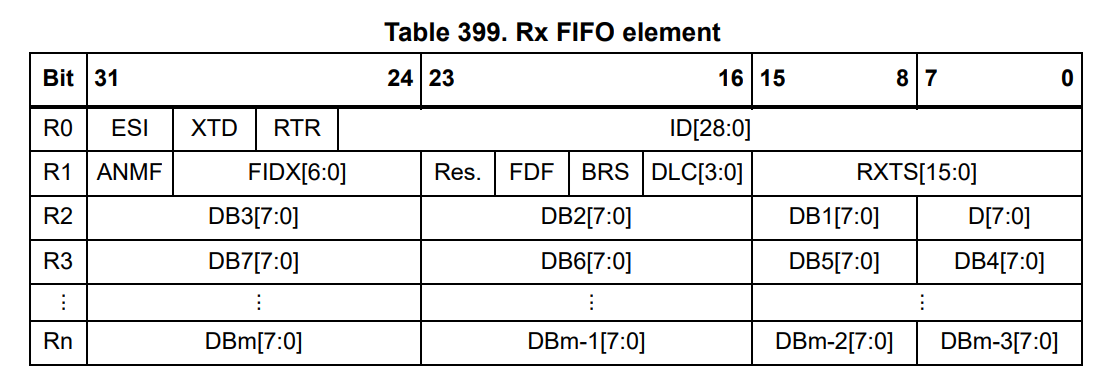 Table 399. Rx FIFO element
Bit 31 24 23 16 15 8 7 0
R0 ESI XTD RTR ID[28:0]
R1 ANMF FIDX[6:0] Res. FDF BRS DLC[3:0] RXTS[15:0]
R2 DB3[7:0] DB2[7:0] DB1[7:0] D[7:0]
R3 DB7[7:0] DB6[7:0] DB5[7:0] DB4[7:0]
⋮ ⋮ ⋮ ⋮
Rn DBm[7:0] DBm-1[7:0] DBm-2[7:0] DBm-3[7:0]